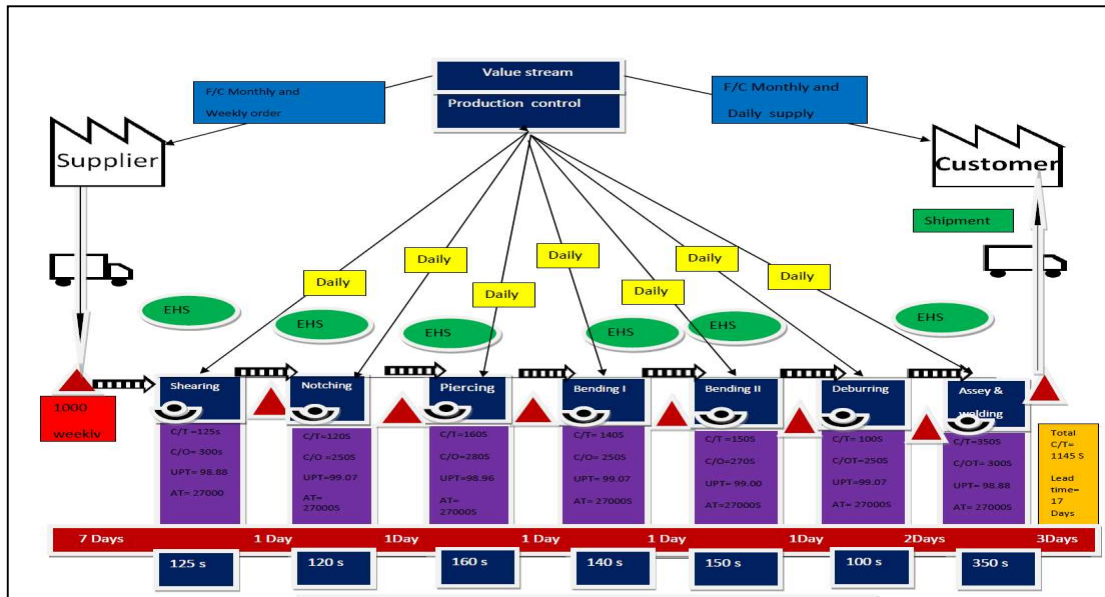 Value stream
Production control
F/C Monthly and
Weekly order
F/C Monthly and
Daily supply
Supplier
Customer
Shipment
Daily
Daily
Daily
Daily
Daily
Daily
Daily
EHS
EHS
EHS
EHS
EHS
EHS
1000
weekly
Shearing
C/T =125s
C/O= 300s
UPT= 98.88
AT= 27000
Notching
C/T=120S
C/O =250S
UPT=99.07
AT=
27000S
Piercing
C/T=160S
C/O=280S
UPT=98.96
AT=
27000S
Bending I
C/T= 140S
C/O= 250S
UPT= 99.07
AT= 27000S
Bending II
C/T =150S
C/O=270S
UPT= 99.00
AT=27000S
Deburring
C/T= 100S
C/OT=250S
UPT=99.07
AT= 27000S
Assey &
welding
C/T=350S
C/OT= 300S
UPT= 98.88
AT= 27000S
Total
C/T=
1145 S
Lead
time=
17
Days
7 Days
1 Day
1Day
1 Day
1 Day
1Day
2Days
3Days
125 s
120 s
160 s
140 s
150 s
100 s
350 s